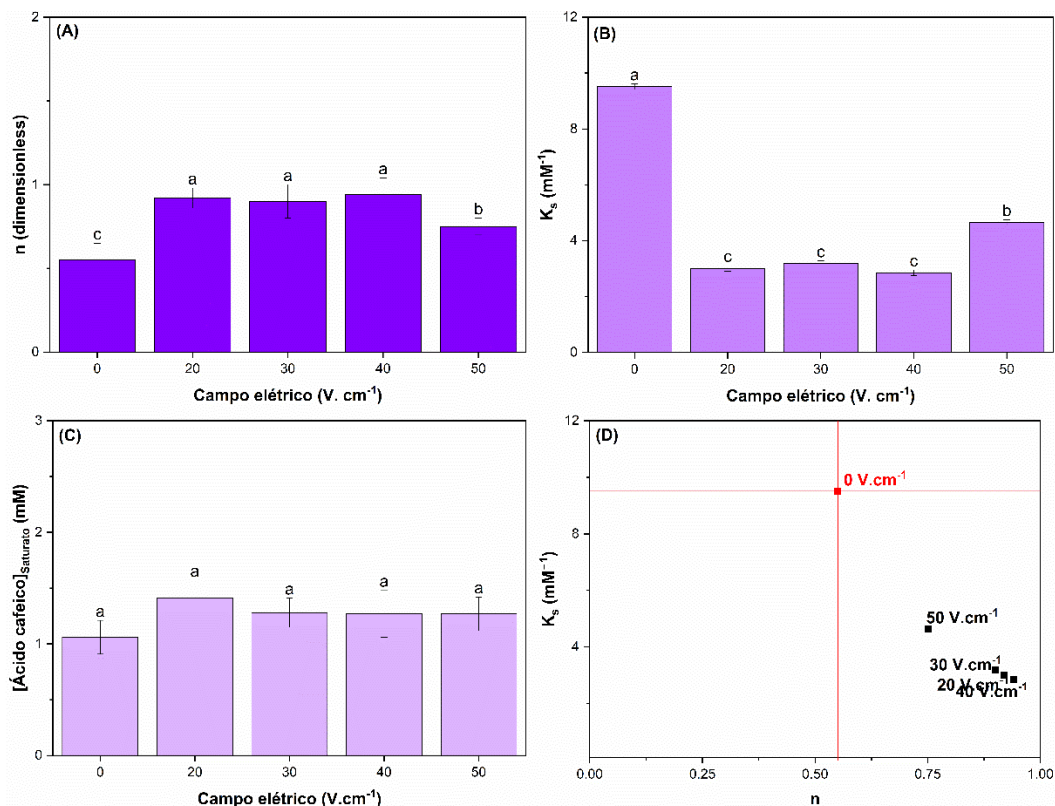 (A)
n (dimensionless)
2
1
0
c
a
a
a
b
0 20 30 40 50
Campo elétrico (V. cm⁻¹)
(B)
Kₛ (mM⁻¹)
12
9
6
3
0
a
c
c
c
b
0 20 30 40 50
Campo elétrico (V. cm⁻¹)
(C)
[Ácido cafeico]Saturato (mM)
3
2
1
0
a
a
a
a
a
0 20 30 40 50
Campo elétrico (V.cm⁻¹)
(D)
Kₛ (mM⁻¹)
12
8
4
0 V.cm⁻¹
50 V.cm⁻¹
30 V.cm⁻¹
20 V.cm⁻¹
40 V.cm⁻¹
0.00 0.25 0.50 0.75 1.00
n